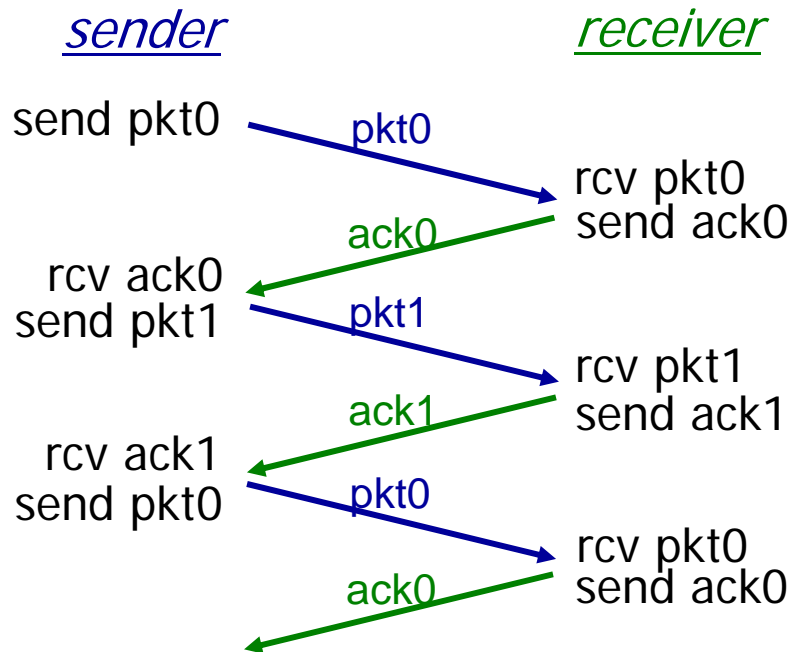 sender
receiver
send pkt0
pkt0
rcv pkt0
send ack0
ack0
rcv ack0
send pkt1
pkt1
rcv pkt1
send ack1
ack1
rcv ack1
send pkt0
pkt0
rcv pkt0
send ack0
ack0